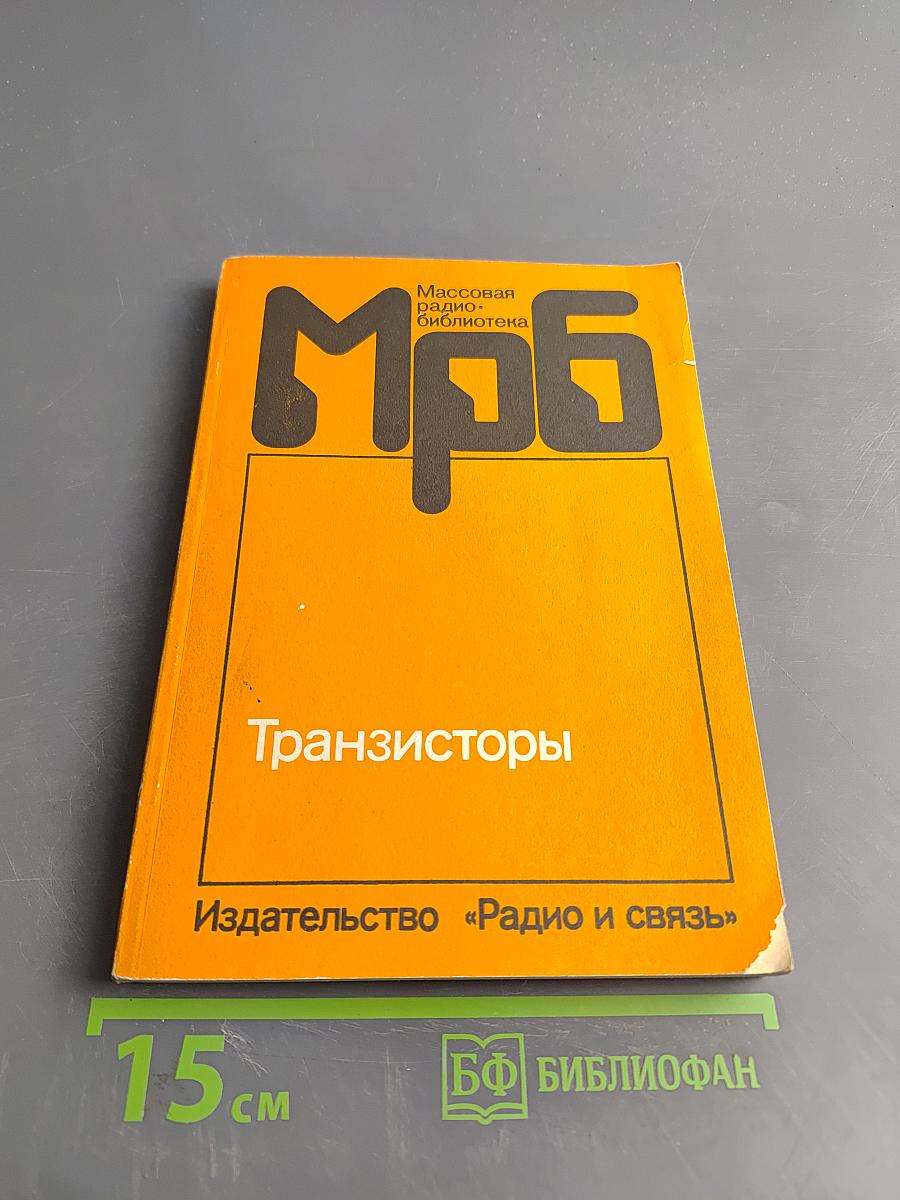 Массовая
радио-
библиотека
Мрб
Транзисторы
Издательство «Радио и связь»
15 см
БФ БИБЛИОФАН